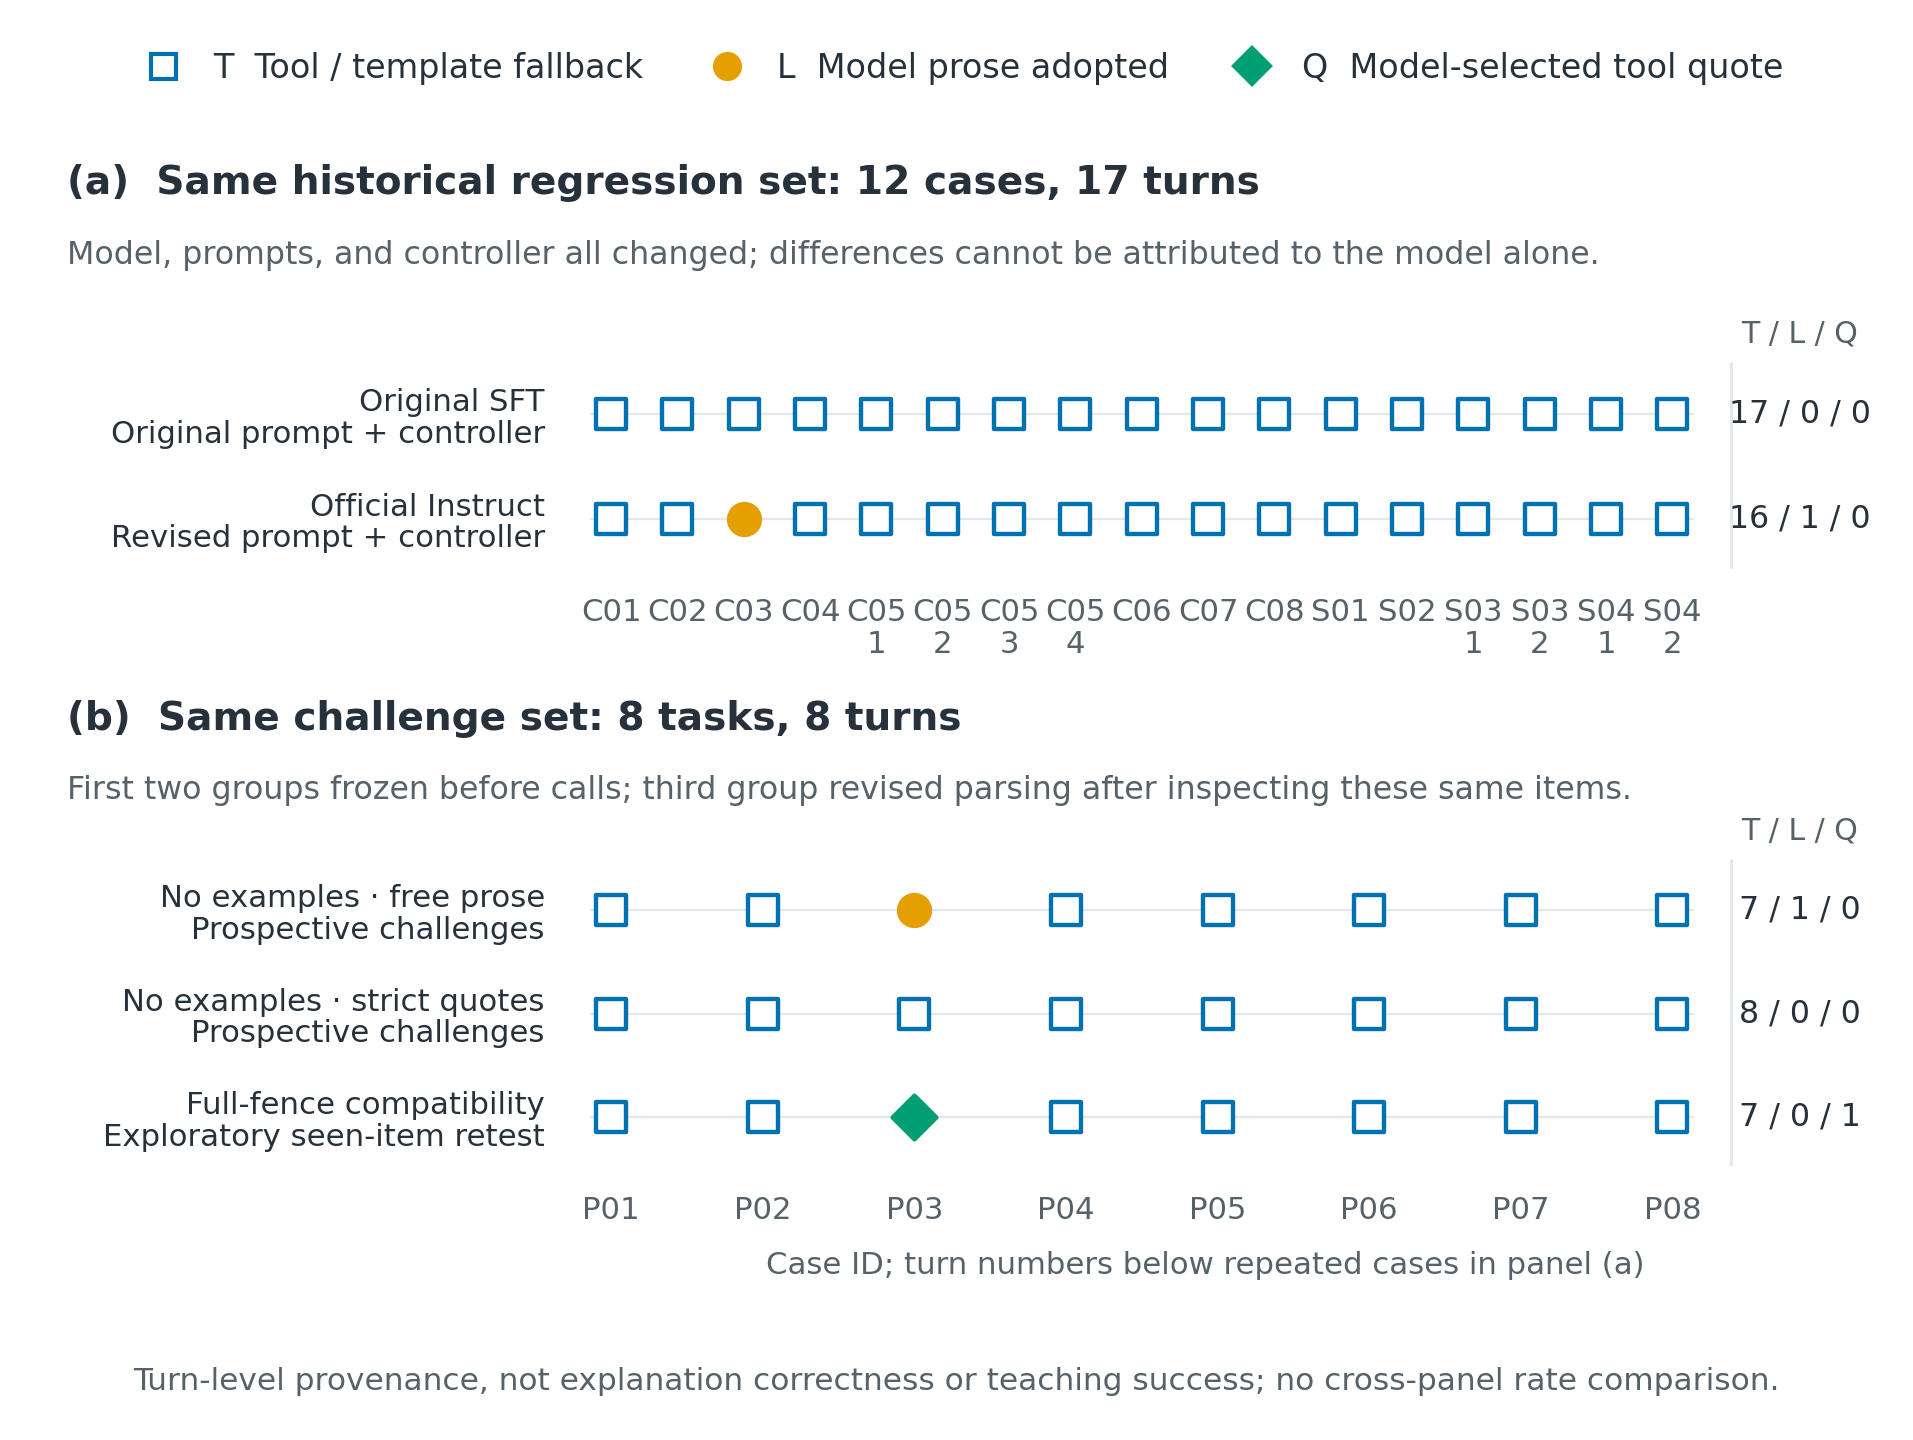 T Tool / template fallback L Model prose adopted Q Model-selected tool quote
(a) Same historical regression set: 12 cases, 17 turns
Model, prompts, and controller all changed; differences cannot be attributed to the model alone.
T / L / Q
Original SFT
Original prompt + controller
17 / 0 / 0
Official Instruct
Revised prompt + controller
16 / 1 / 0
C01 C02 C03 C04 C05 C05 C05 C05 C06 C07 C08 S01 S02 S03 S03 S04 S04
1 2 3 4 1 2 1 2
(b) Same challenge set: 8 tasks, 8 turns
First two groups frozen before calls; third group revised parsing after inspecting these same items.
T / L / Q
No examples · free prose
Prospective challenges
7 / 1 / 0
No examples · strict quotes
Prospective challenges
8 / 0 / 0
Full-fence compatibility
Exploratory seen-item retest
7 / 0 / 1
P01 P02 P03 P04 P05 P06 P07 P08
Case ID; turn numbers below repeated cases in panel (a)
Turn-level provenance, not explanation correctness or teaching success; no cross-panel rate comparison.